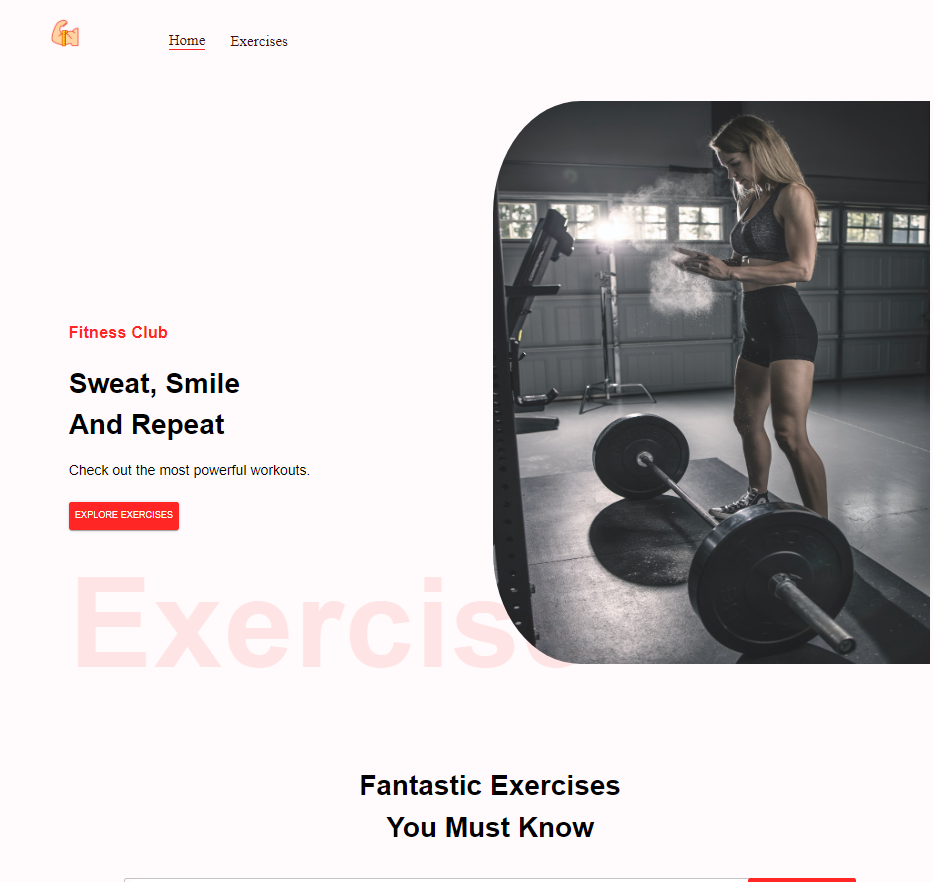 Home
Exercises
Fitness Club
Sweat, Smile
And Repeat
Check out the most powerful workouts.
EXPLORE EXERCISES
Exercis
Fantastic Exercises
You Must Know